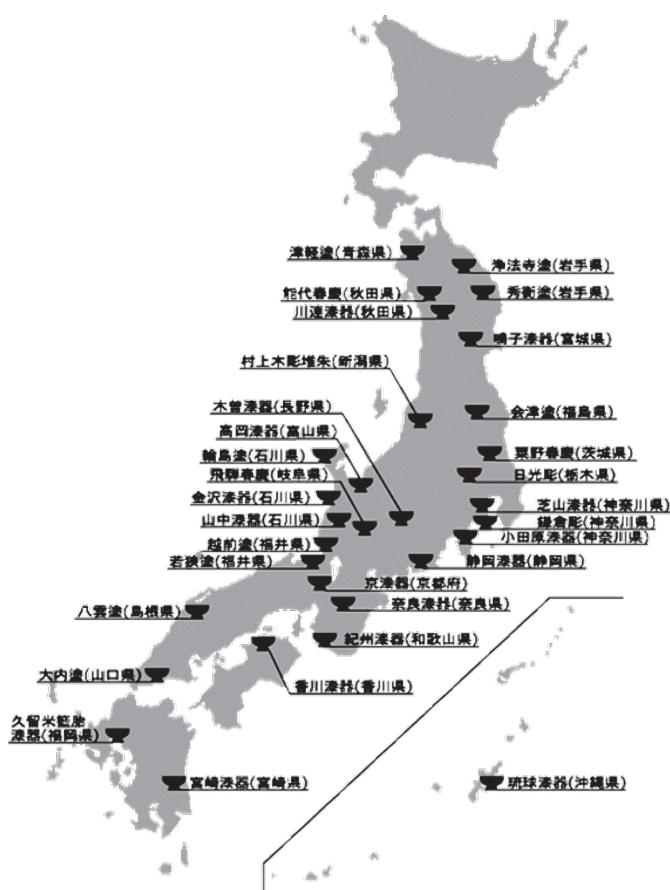 津軽塗(青森県)
浄法寺塗(岩手県)
能代春慶(秋田県)
秀衡塗(岩手県)
川連漆器(秋田県)
鳴子漆器(宮城県)
村上木彫堆朱(新潟県)
木曽漆器(長野県)
会津塗(福島県)
高岡漆器(富山県)
輪島塗(石川県)
粟野春慶(茨城県)
飛騨春慶(岐阜県)
日光彫(栃木県)
金沢漆器(石川県)
芝山漆器(神奈川県)
山中漆器(石川県)
鎌倉彫(神奈川県)
小田原漆器(神奈川県)
越前塗(福井県)
若狭塗(福井県)
静岡漆器(静岡県)
京漆器(京都府)
奈良漆器(奈良県)
八雲塗(島根県)
紀州漆器(和歌山県)
大内塗(山口県)
香川漆器(香川県)
久留米籃胎
漆器(福岡県)
宮崎漆器(宮崎県)
琉球漆器(沖縄県)